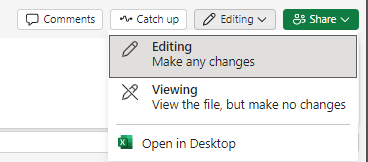 Comments Catch up Editing Share
Editing
Make any changes
Viewing
View the file, but make no changes
Open in Desktop